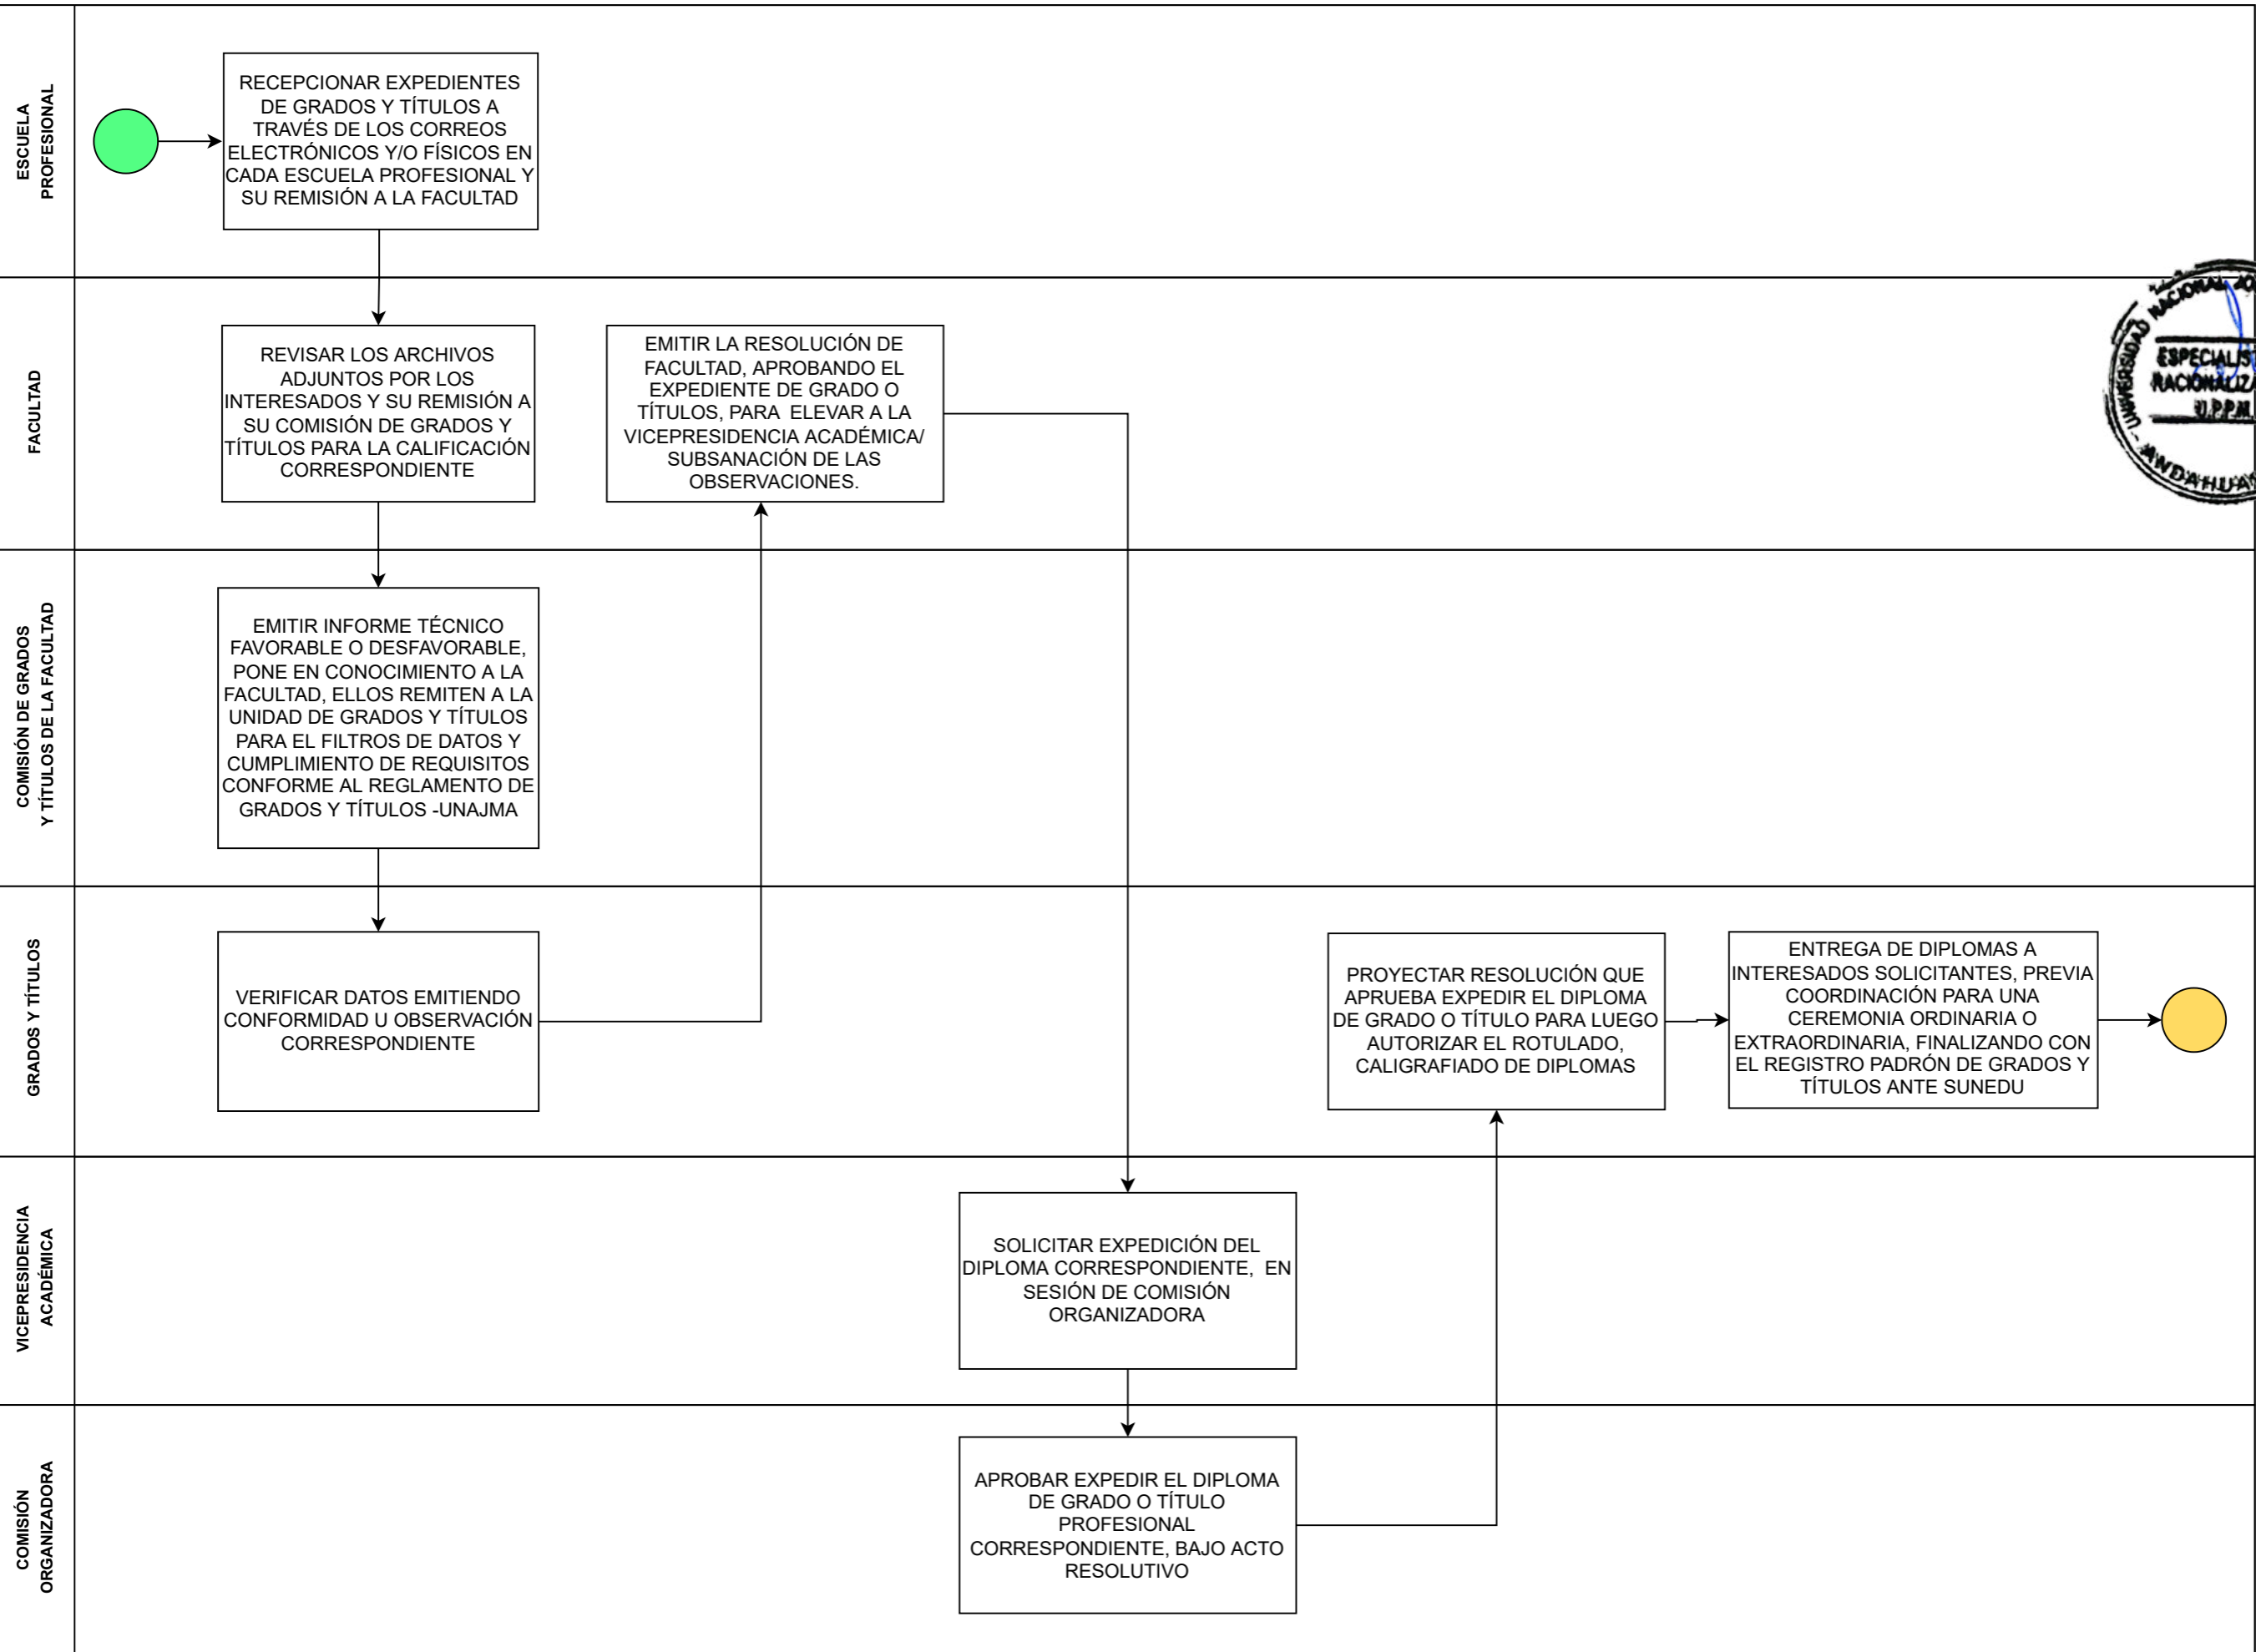 ESCUELA
PROFESIONAL
RECEPCIONAR EXPEDIENTES
DE GRADOS Y TÍTULOS A
TRAVÉS DE LOS CORREOS
ELECTRÓNICOS Y/O FÍSICOS EN
CADA ESCUELA PROFESIONAL Y
SU REMISIÓN A LA FACULTAD
FACULTAD
REVISAR LOS ARCHIVOS
ADJUNTOS POR LOS
INTERESADOS Y SU REMISIÓN A
SU COMISIÓN DE GRADOS Y
TÍTULOS PARA LA CALIFICACIÓN
CORRESPONDIENTE
EMITIR LA RESOLUCIÓN DE
FACULTAD, APROBANDO EL
EXPEDIENTE DE GRADO O
TÍTULOS, PARA  ELEVAR A LA
VICEPRESIDENCIA ACADÉMICA/
SUBSANACIÓN DE LAS
OBSERVACIONES.
UNIVERSIDAD NACIONAL
ESPECIALIS
RACIONALIZA
U.P.P.M
COMISIÓN DE GRADOS
Y TÍTULOS DE LA FACULTAD
EMITIR INFORME TÉCNICO
FAVORABLE O DESFAVORABLE,
PONE EN CONOCIMIENTO A LA
FACULTAD, ELLOS REMITEN A LA
UNIDAD DE GRADOS Y TÍTULOS
PARA EL FILTROS DE DATOS Y
CUMPLIMIENTO DE REQUISITOS
CONFORME AL REGLAMENTO DE
GRADOS Y TÍTULOS -UNAJMA
GRADOS Y TÍTULOS
VERIFICAR DATOS EMITIENDO
CONFORMIDAD U OBSERVACIÓN
CORRESPONDIENTE
PROYECTAR RESOLUCIÓN QUE
APRUEBA EXPEDIR EL DIPLOMA
DE GRADO O TÍTULO PARA LUEGO
AUTORIZAR EL ROTULADO,
CALIGRAFIADO DE DIPLOMAS
ENTREGA DE DIPLOMAS A
INTERESADOS SOLICITANTES, PREVIA
COORDINACIÓN PARA UNA
CEREMONIA ORDINARIA O
EXTRAORDINARIA, FINALIZANDO CON
EL REGISTRO PADRÓN DE GRADOS Y
TÍTULOS ANTE SUNEDU
VICEPRESIDENCIA
ACADÉMICA
SOLICITAR EXPEDICIÓN DEL
DIPLOMA CORRESPONDIENTE,  EN
SESIÓN DE COMISIÓN
ORGANIZADORA
COMISIÓN
ORGANIZADORA
APROBAR EXPEDIR EL DIPLOMA
DE GRADO O TÍTULO
PROFESIONAL
CORRESPONDIENTE, BAJO ACTO
RESOLUTIVO